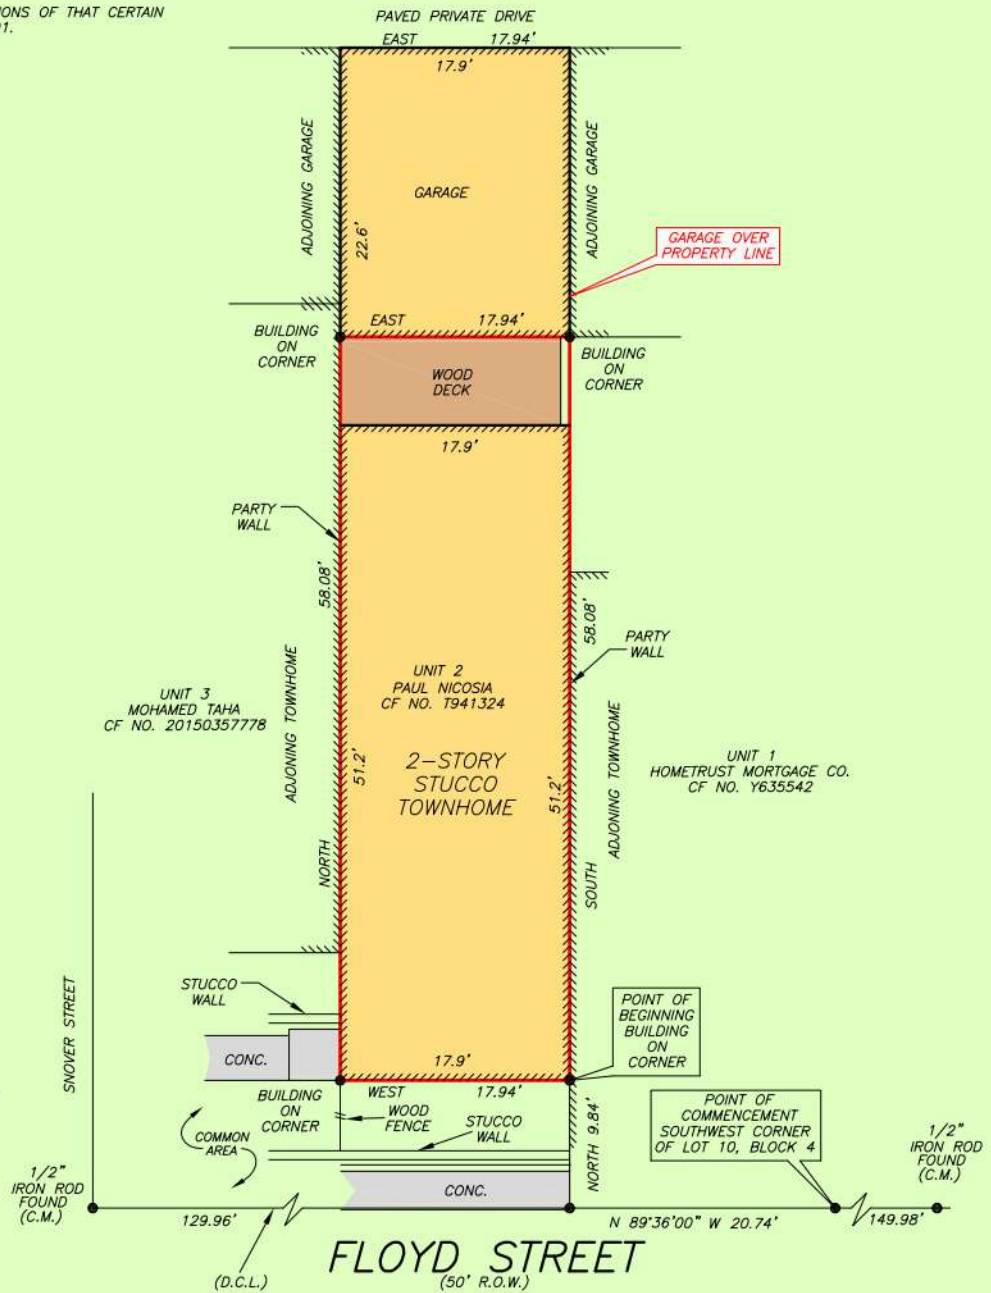 ONS OF THAT CERTAIN
1.
PAVED PRIVATE DRIVE
EAST 17.94'
17.9'
ADJOINING GARAGE
GARAGE
ADJOINING GARAGE
22.6'
GARAGE OVER
PROPERTY LINE
EAST 17.94'
BUILDING
ON
CORNER
BUILDING
ON
CORNER
WOOD
DECK
17.9'
PARTY
WALL
58.08'
58.08'
PARTY
WALL
UNIT 3
MOHAMED TAHA
CF NO. 20150357778
ADJONING TOWNHOME
UNIT 2
PAUL NICOSIA
CF NO. T941324
51.2'
2-STORY
STUCCO
TOWNHOME
51.2'
ADJONING TOWNHOME
UNIT 1
HOMETRUST MORTGAGE CO.
CF NO. Y635542
NORTH
SOUTH
SNOVER STREET
STUCCO
WALL
CONC.
POINT OF
BEGINNING
BUILDING
ON
CORNER
17.9'
WEST 17.94'
BUILDING
ON
CORNER
WOOD
FENCE
STUCCO
WALL
COMMON
AREA
NORTH 9.84'
POINT OF
COMMENCEMENT
SOUTHWEST CORNER
OF LOT 10, BLOCK 4
1/2"
IRON ROD
FOUND
(C.M.)
1/2"
IRON ROD
FOUND
(C.M.)
CONC.
129.96'
N 89°36'00" W 20.74'
149.98'
FLOYD STREET
(D.C.L.)
(50' R.O.W.)